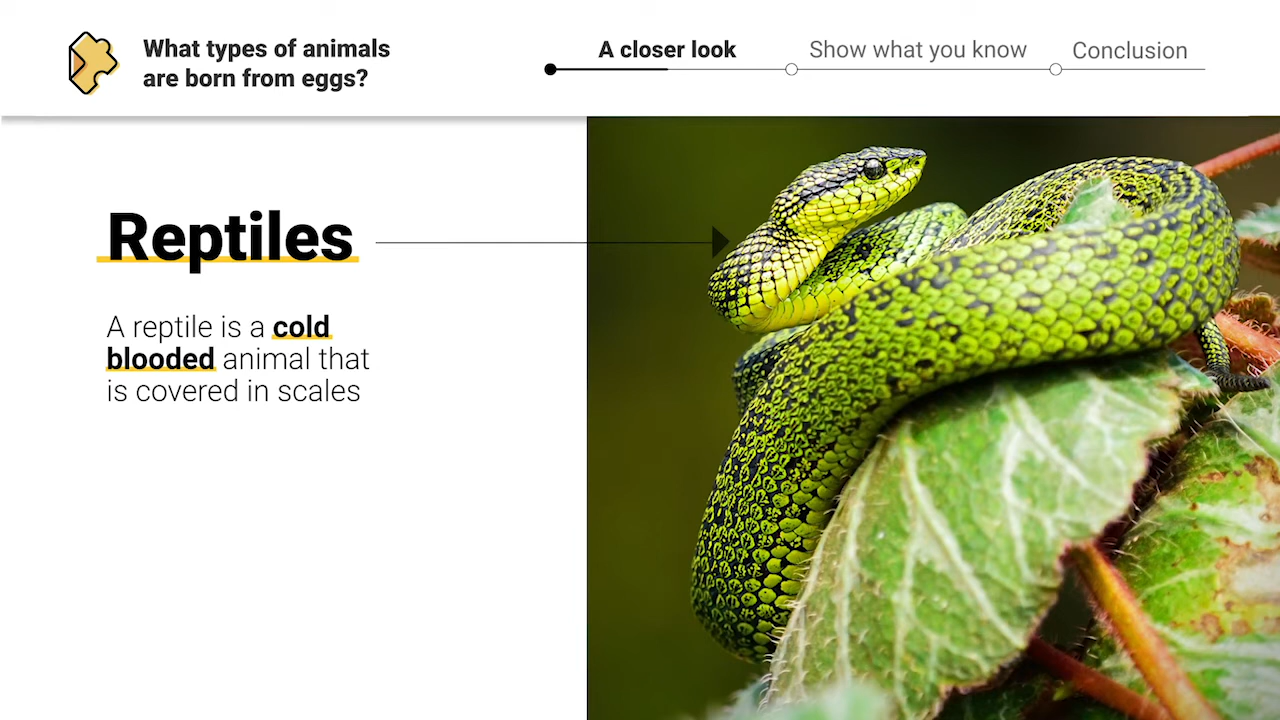 What types of animals
are born from eggs?
A closer look
Show what you know
Conclusion
Reptiles
A reptile is a cold
blooded animal that
is covered in scales